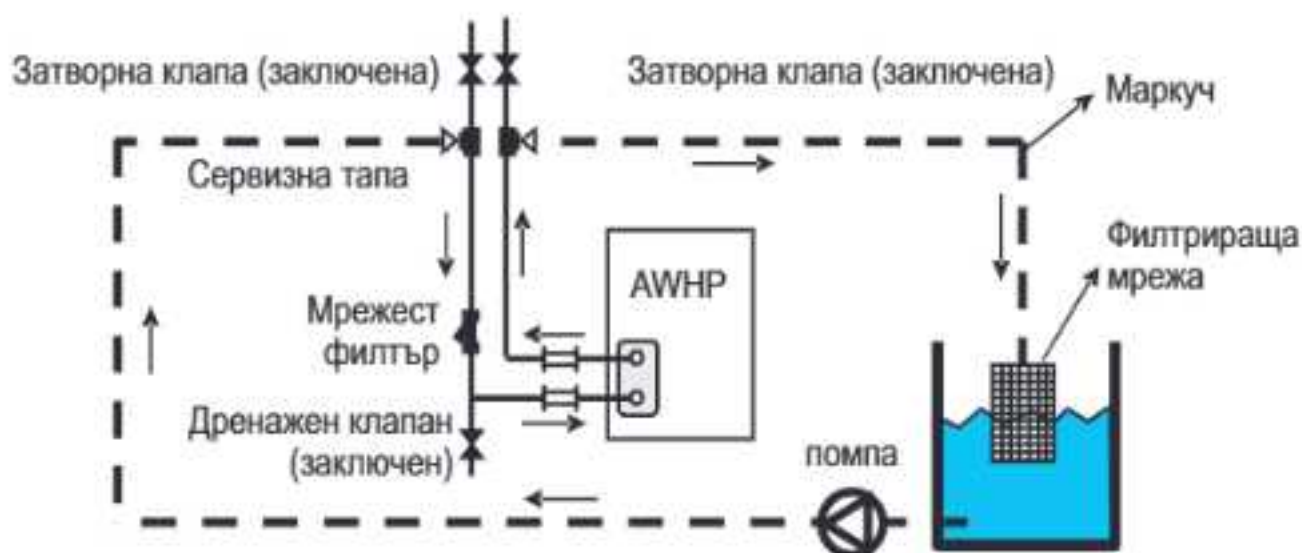 Затворна клапа (заключена)
Затворна клапа (заключена)
Маркуч
Сервизна тапа
Филтрираща
мрежа
AWHP
Мрежест
филтър
Дренажен клапан
(заключен)
помпа